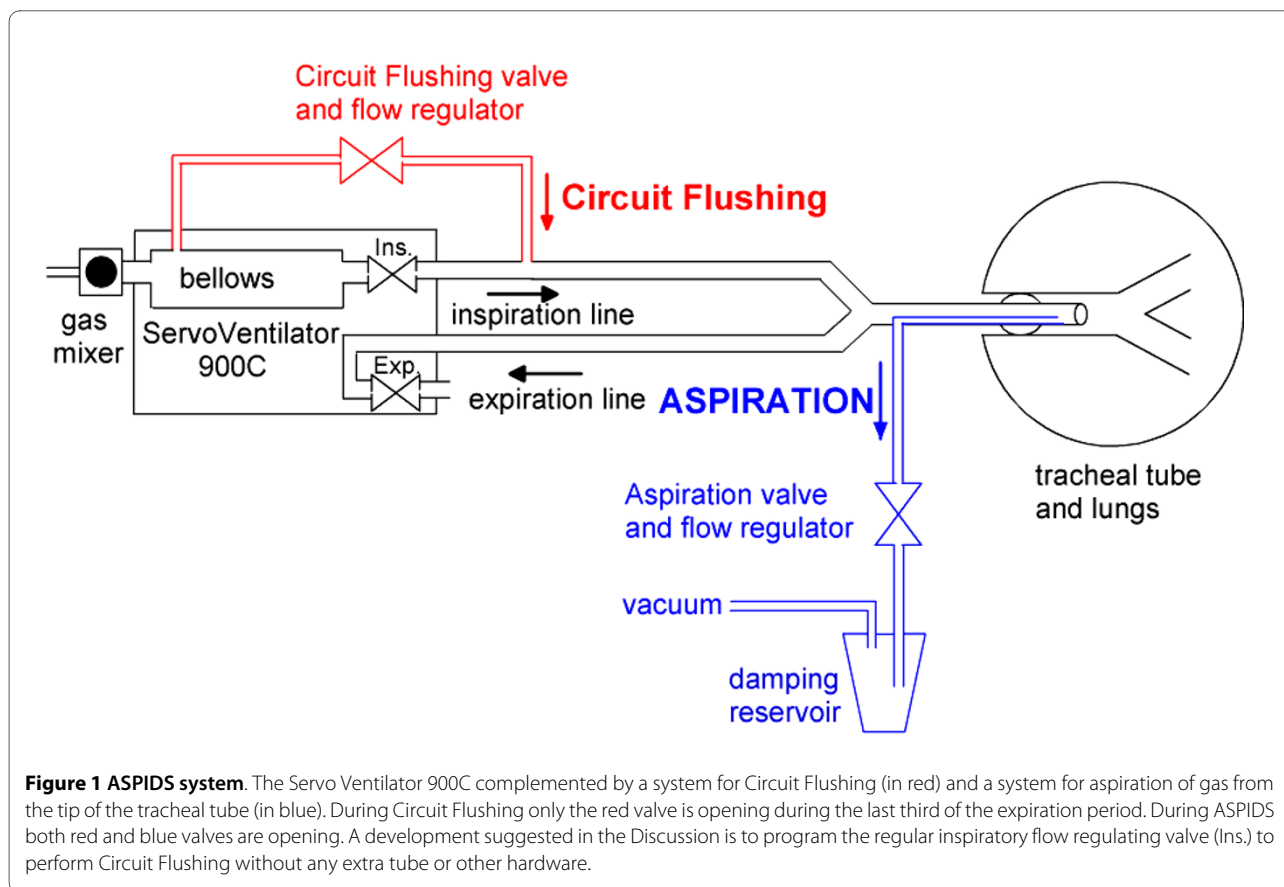 Circuit Flushing valve
and flow regulator
Circuit Flushing
Ins.
bellows
gas
mixer
ServoVentilator
900C
inspiration line
Exp.
expiration line
ASPIRATION
tracheal tube
and lungs
Aspiration valve
and flow regulator
vacuum
damping
reservoir
Figure 1 ASPIDS system. The Servo Ventilator 900C complemented by a system for Circuit Flushing (in red) and a system for aspiration of gas from
the tip of the tracheal tube (in blue). During Circuit Flushing only the red valve is opening during the last third of the expiration period. During ASPIDS
both red and blue valves are opening. A development suggested in the Discussion is to program the regular inspiratory flow regulating valve (Ins.) to
perform Circuit Flushing without any extra tube or other hardware.